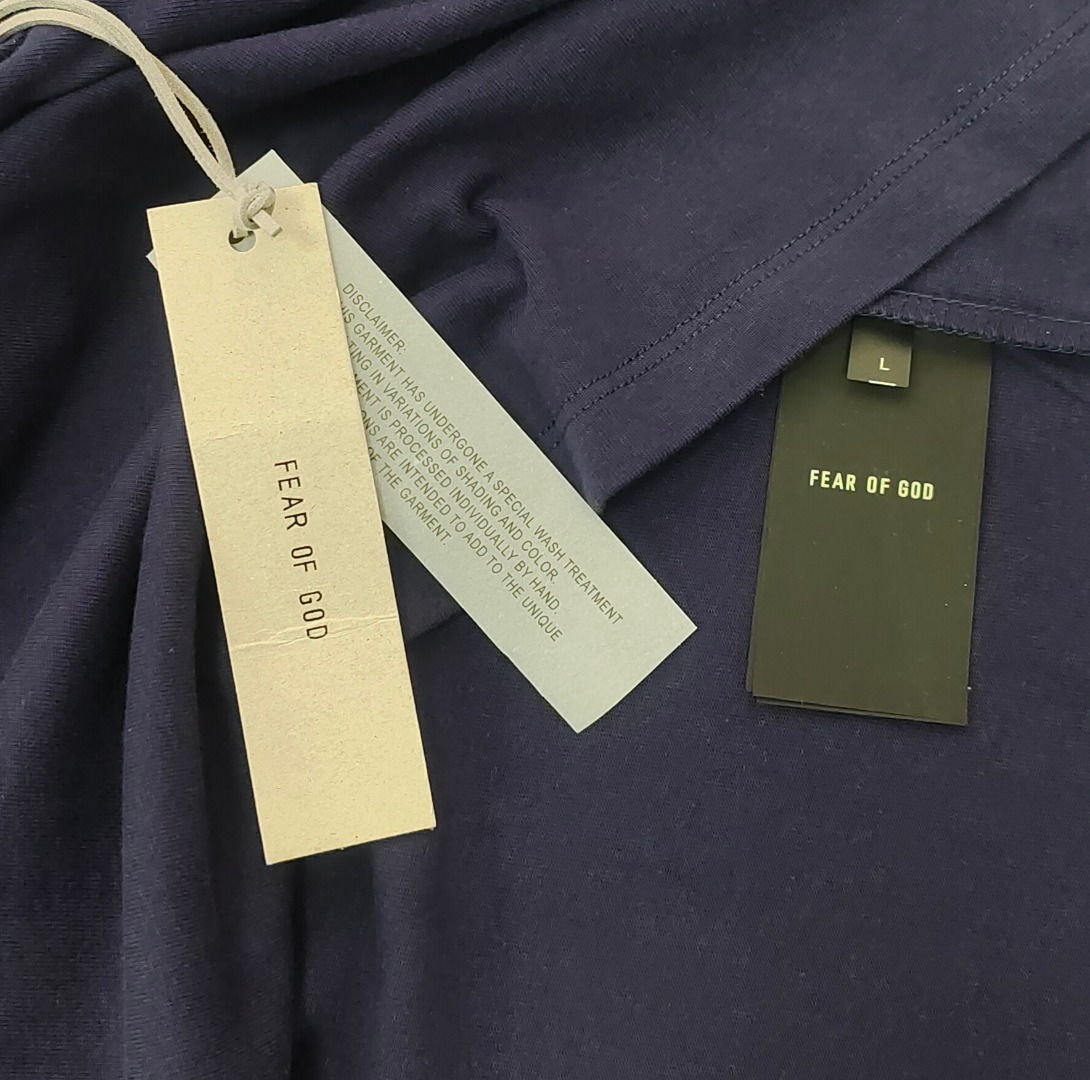 FEAR OF GOD
DISCLAIMER:
GARMENT HAS UNDERGONE A SPECIAL WASH TREATMENT
IN VARIATIONS OF SHADING AND COLOR.
IS PROCESSED INDIVIDUALLY BY HAND.
ARE INTENDED TO ADD TO THE UNIQUE
OF THE GARMENT.
L
FEAR OF GOD